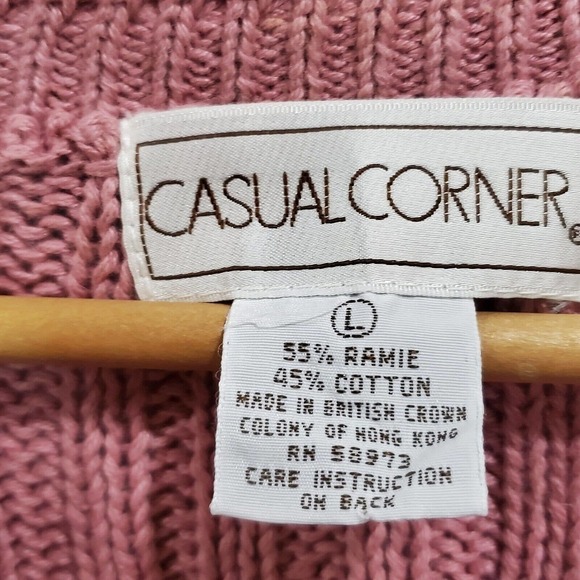 CASUAL CORNER
L
55% RAMIE
45% COTTON
MADE IN BRITISH CROWN
COLONY OF HONG KONG
RN 58973
CARE INSTRUCTION
ON BACK